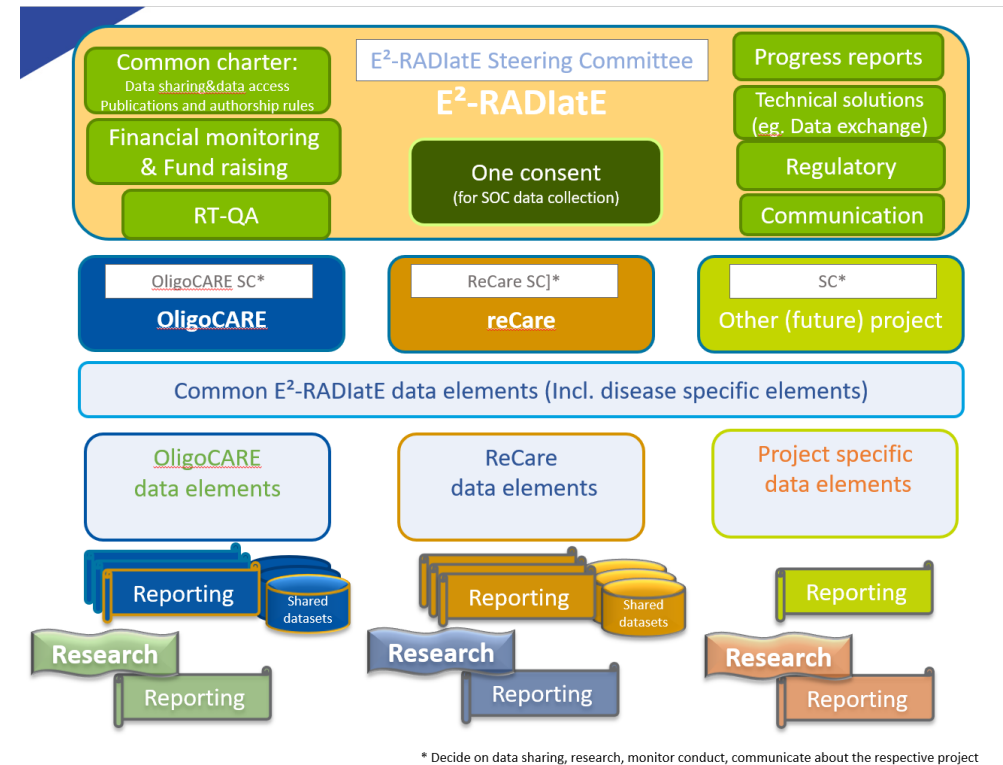 Common charter:
Data sharing&data access
Publications and authorship rules
Financial monitoring
& Fund raising
RT-QA
E²-RADIatE Steering Committee
E²-RADIatE
One consent
(for SOC data collection)
Progress reports
Technical solutions
(eg. Data exchange)
Regulatory
Communication
OligoCARE SC*
OligoCARE
ReCare SC]*
reCare
SC*
Other (future) project
Common E²-RADIatE data elements (Incl. disease specific elements)
OligoCARE
data elements
ReCare
data elements
Project specific
data elements
Reporting
Shared
datasets
Reporting
Shared
datasets
Reporting
Research
Reporting
Research
Reporting
Research
Reporting
* Decide on data sharing, research, monitor conduct, communicate about the respective project